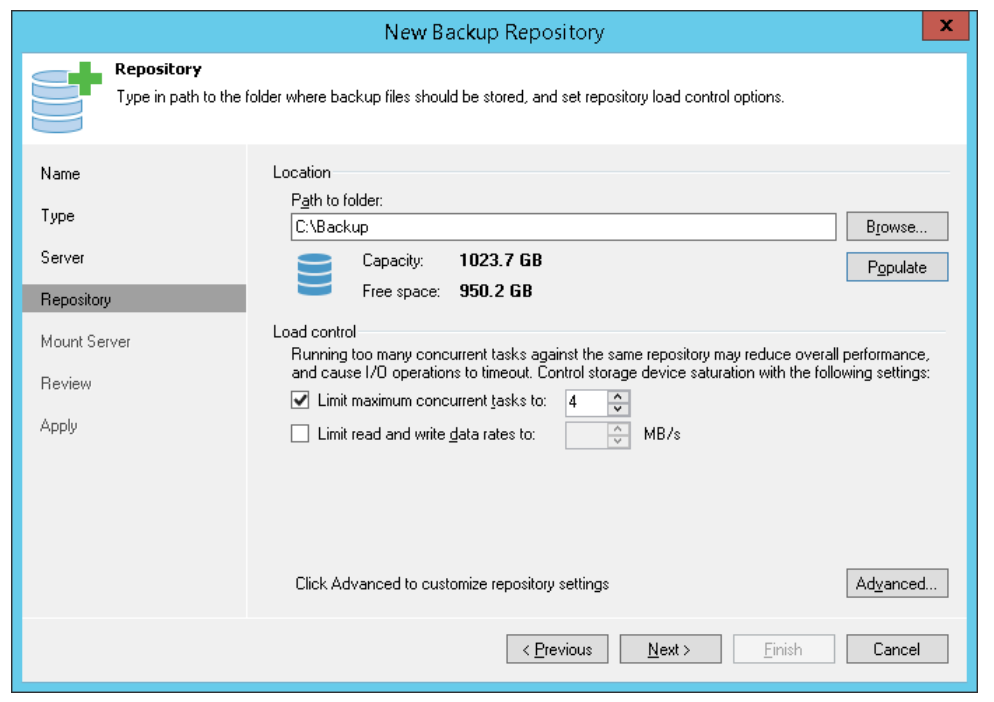 New Backup Repository
x
Repository
Type in path to the folder where backup files should be stored, and set repository load control options.
Name
Type
Server
Repository
Mount Server
Review
Apply
Location
Path to folder:
C:\Backup
Browse...
Capacity: 1023.7 GB
Populate
Free space: 950.2 GB
Load control
Running too many concurrent tasks against the same repository may reduce overall performance,
and cause I/O operations to timeout. Control storage device saturation with the following settings:
Limit maximum concurrent tasks to: 4
Limit read and write data rates to: MB/s
Click Advanced to customize repository settings
Advanced...
< Previous
Next >
Finish
Cancel